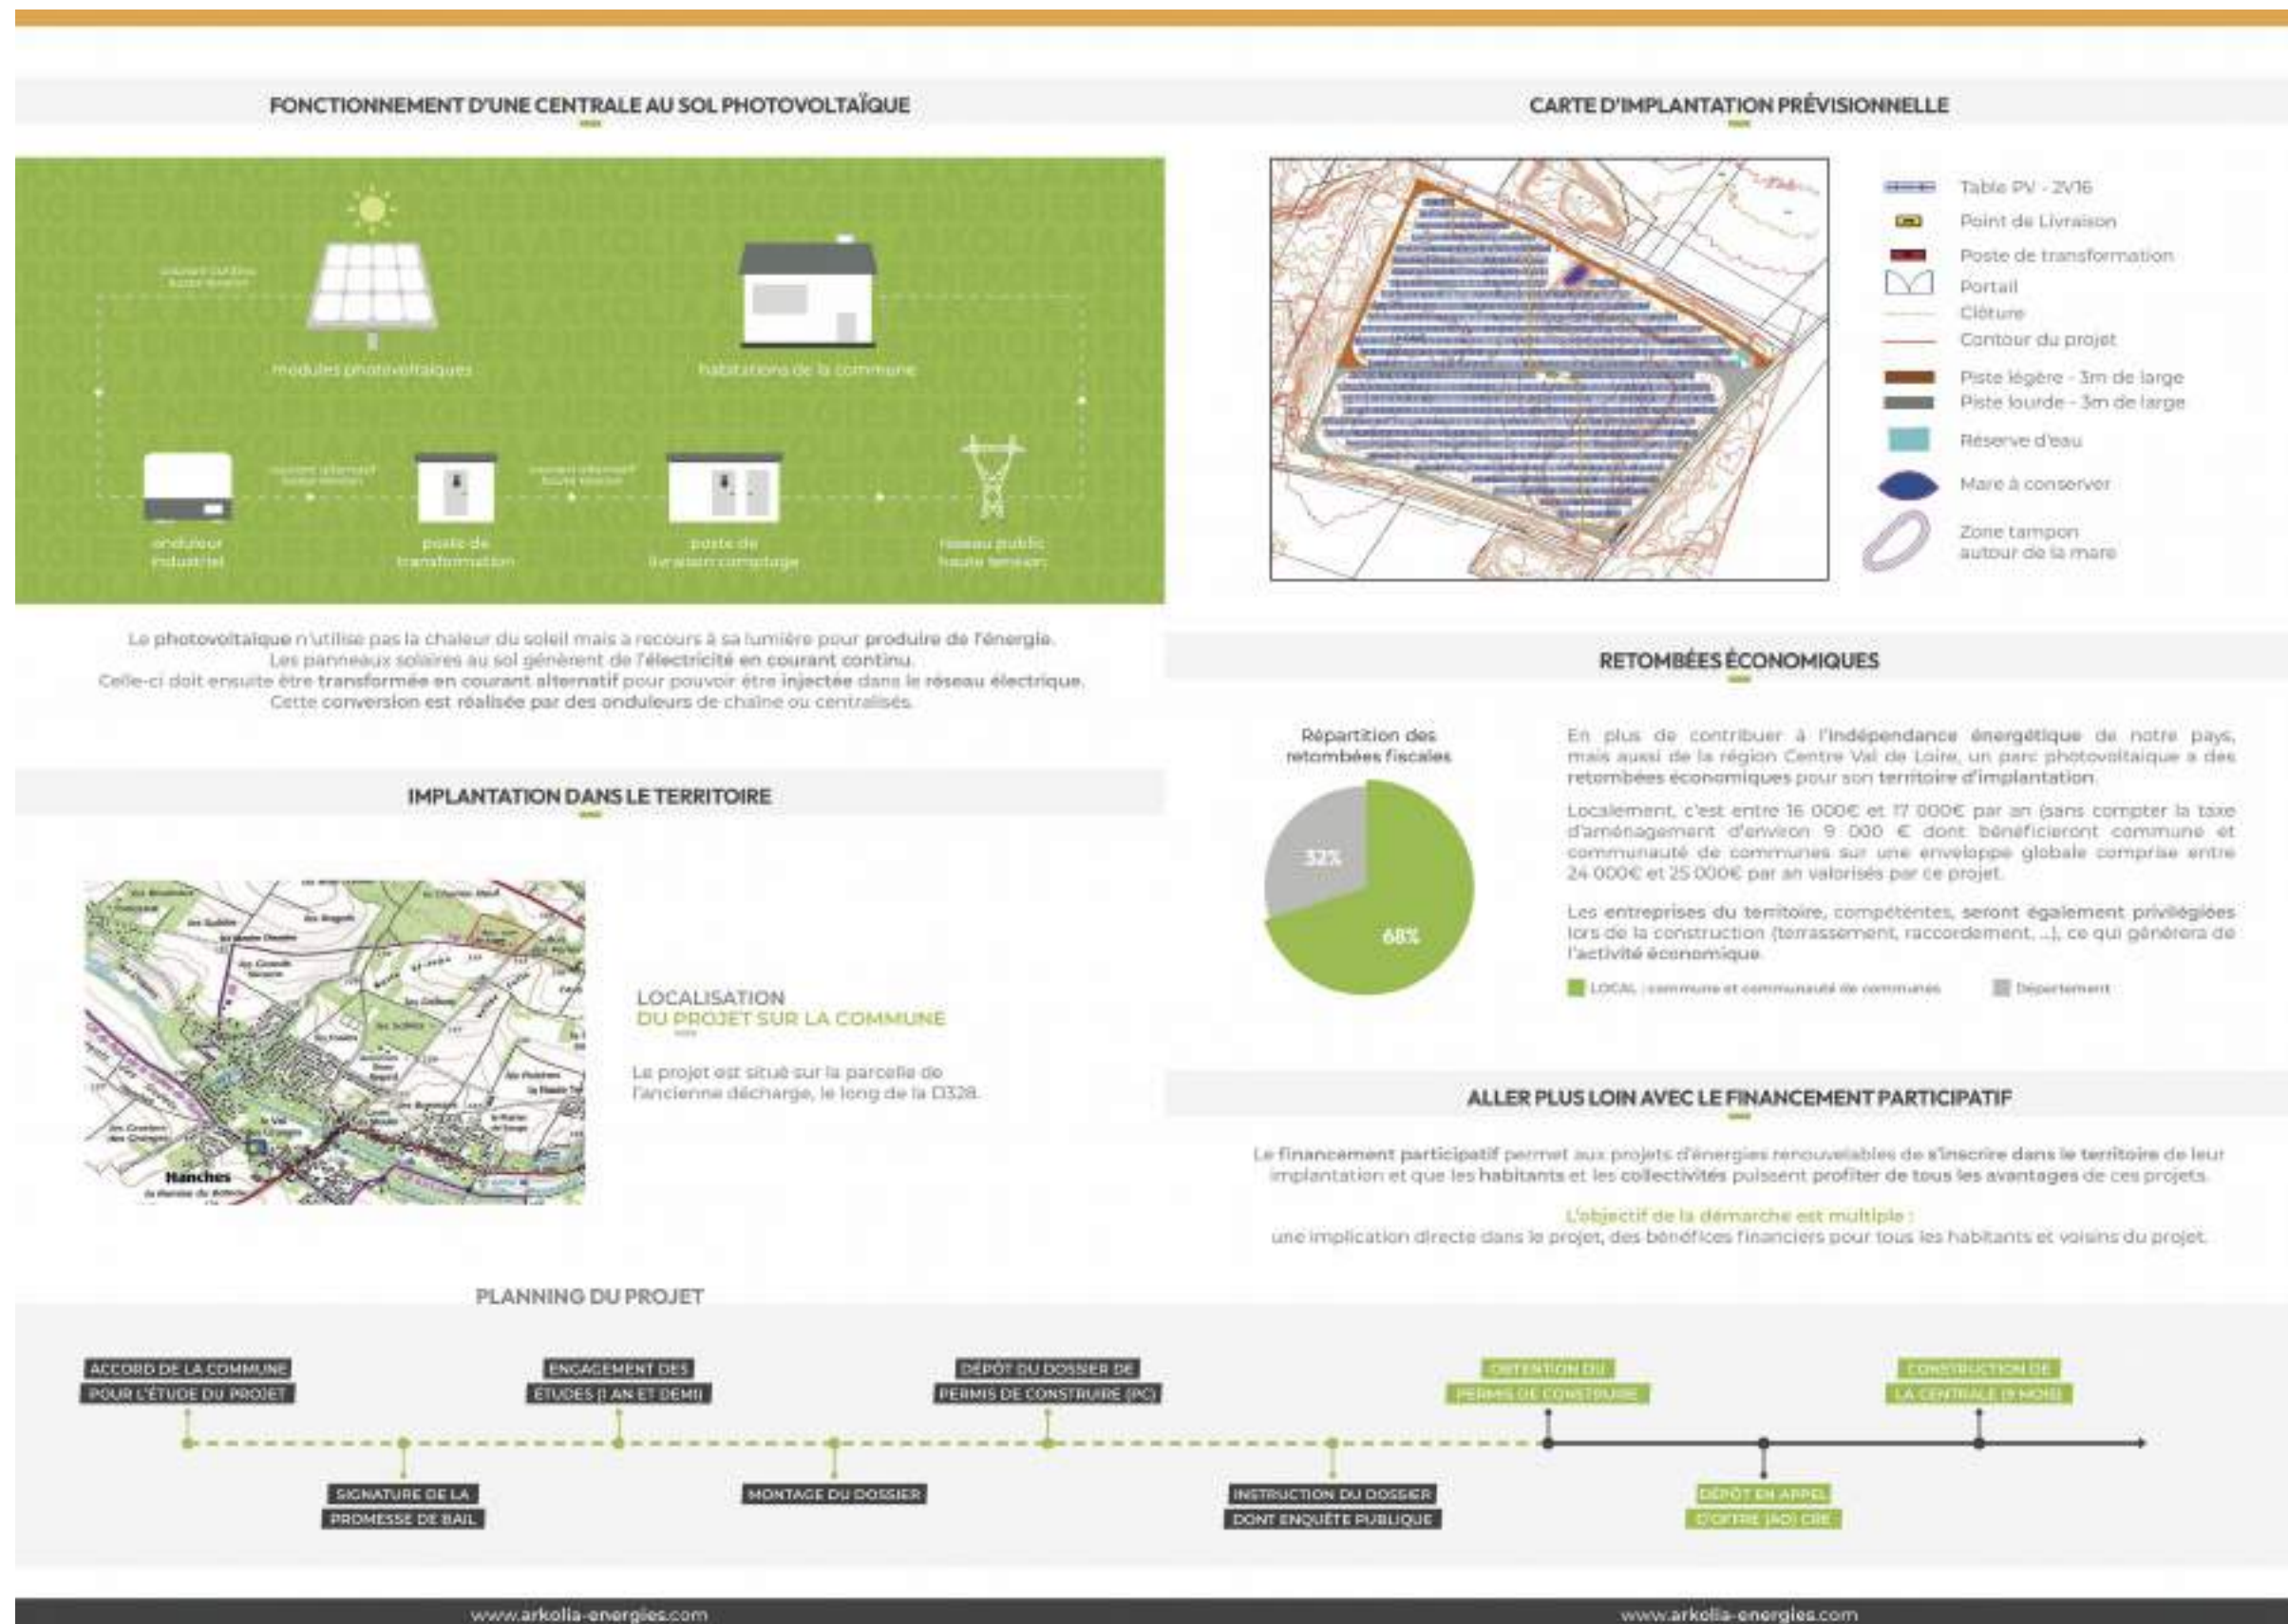 FONCTIONNEMENT D'UNE CENTRALE AU SOL PHOTOVOLTAÏQUE
courant continu
basse tension
modules photovoltaïques
habitations de la commune
courant alternatif
basse tension
courant alternatif
haute tension
onduleur
industriel
poste de
transformation
poste de
livraison comptage
réseau public
haute tension
Le photovoltaïque n'utilise pas la chaleur du soleil mais a recours à sa lumière pour produire de l'énergie.
Les panneaux solaires au sol génèrent de l'électricité en courant continu.
Celle-ci doit ensuite être transformée en courant alternatif pour pouvoir être injectée dans le réseau électrique.
Cette conversion est réalisée par des onduleurs de chaîne ou centralisés.
IMPLANTATION DANS LE TERRITOIRE
Hanches
LOCALISATION
DU PROJET SUR LA COMMUNE
Le projet est situé sur la parcelle de
l'ancienne décharge, le long de la D328.
CARTE D'IMPLANTATION PRÉVISIONNELLE
Table PV - 2V16
Point de Livraison
Poste de transformation
Portail
Clôture
Contour du projet
Piste légère - 3m de large
Piste lourde - 3m de large
Réserve d'eau
Mare à conserver
Zone tampon
autour de la mare
RETOMBÉES ÉCONOMIQUES
Répartition des
retombées fiscales
32%
68%
En plus de contribuer à l'indépendance énergétique de notre pays,
mais aussi de la région Centre Val de Loire, un parc photovoltaïque a des
retombées économiques pour son territoire d'implantation.
Localement, c'est entre 16 000€ et 17 000€ par an (sans compter la taxe
d'aménagement d'environ 9 000 € dont bénéficieront commune et
communauté de communes sur une enveloppe globale comprise entre
24 000€ et 25 000€ par an valorisés par ce projet.
Les entreprises du territoire, compétentes, seront également privilégiées
lors de la construction (terrassement, raccordement, ...), ce qui générera de
l'activité économique.
LOCAL : commune et communauté de communes
Département
ALLER PLUS LOIN AVEC LE FINANCEMENT PARTICIPATIF
Le financement participatif permet aux projets d'énergies renouvelables de s'inscrire dans le territoire de leur
implantation et que les habitants et les collectivités puissent profiter de tous les avantages de ces projets.
L'objectif de la démarche est multiple :
une implication directe dans le projet, des bénéfices financiers pour tous les habitants et voisins du projet.
PLANNING DU PROJET
ACCORD DE LA COMMUNE
POUR L'ÉTUDE DU PROJET
SIGNATURE DE LA
PROMESSE DE BAIL
ENGAGEMENT DES
ÉTUDES (1 AN ET DEMI)
MONTAGE DU DOSSIER
DÉPÔT DU DOSSIER DE
PERMIS DE CONSTRUIRE (PC)
INSTRUCTION DU DOSSIER
DONT ENQUÊTE PUBLIQUE
OBTENTION DU
PERMIS DE CONSTRUIRE
DÉPÔT EN APPEL
D'OFFRE (AO) CRE
CONSTRUCTION DE
LA CENTRALE (9 MOIS)
www.arkolia-energies.com
www.arkolia-energies.com